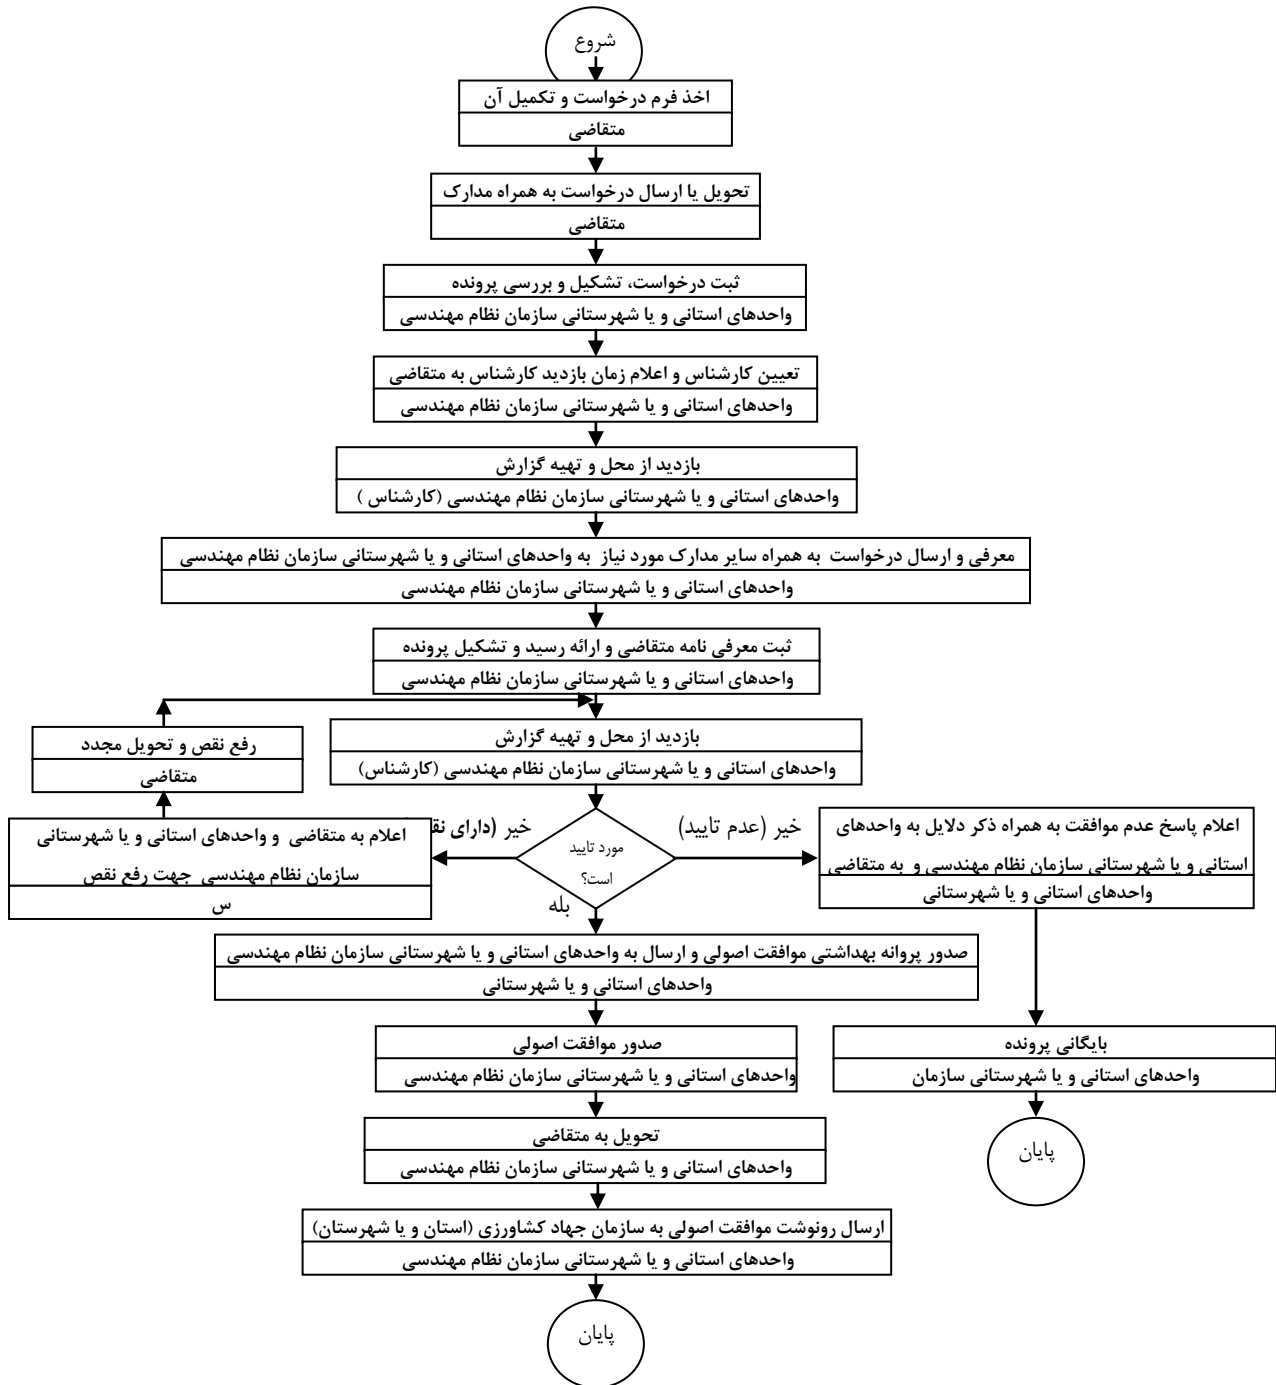 شروع
اخذ فرم درخواست و تکمیل آن
متقاضی
تحویل یا ارسال درخواست به همراه مدارک
متقاضی
ثبت درخواست، تشکیل و بررسی پرونده
واحدهای استانی و یا شهرستانی سازمان نظام مهندسی
تعیین کارشناس و اعلام زمان بازدید کارشناس به متقاضی
واحدهای استانی و یا شهرستانی سازمان نظام مهندسی
بازدید از محل و تهیه گزارش
واحدهای استانی و یا شهرستانی سازمان نظام مهندسی (کارشناس )
معرفی و ارسال درخواست به همراه سایر مدارک مورد نیاز به واحدهای استانی و یا شهرستانی سازمان نظام مهندسی
واحدهای استانی و یا شهرستانی سازمان نظام مهندسی
ثبت معرفی نامه متقاضی و ارائه رسید و تشکیل پرونده
واحدهای استانی و یا شهرستانی سازمان نظام مهندسی
بازدید از محل و تهیه گزارش
واحدهای استانی و یا شهرستانی سازمان نظام مهندسی (کارشناس)
رفع نقص و تحویل مجدد
متقاضی
مورد تایید
است؟
خیر (عدم تایید)
اعلام پاسخ عدم موافقت به همراه ذکر دلایل به واحدهای
استانی و یا شهرستانی سازمان نظام مهندسی و به متقاضی
واحدهای استانی و یا شهرستانی
خیر (دارای
اعلام به متقاضی و واحدهای استانی و یا شهرستانی
سازمان نظام مهندسی جهت رفع نقص
س
بله
صدور پروانه بهداشتی موافقت اصولی و ارسال به واحدهای استانی و یا شهرستانی سازمان نظام مهندسی
واحدهای استانی و یا شهرستانی
صدور موافقت اصولی
واحدهای استانی و یا شهرستانی سازمان نظام مهندسی
بایگانی پرونده
واحدهای استانی و یا شهرستانی سازمان
پایان
تحویل به متقاضی
واحدهای استانی و یا شهرستانی سازمان نظام مهندسی
ارسال رونوشت موافقت اصولی به سازمان جهاد کشاورزی (استان و یا شهرستان)
واحدهای استانی و یا شهرستانی سازمان نظام مهندسی
پایان